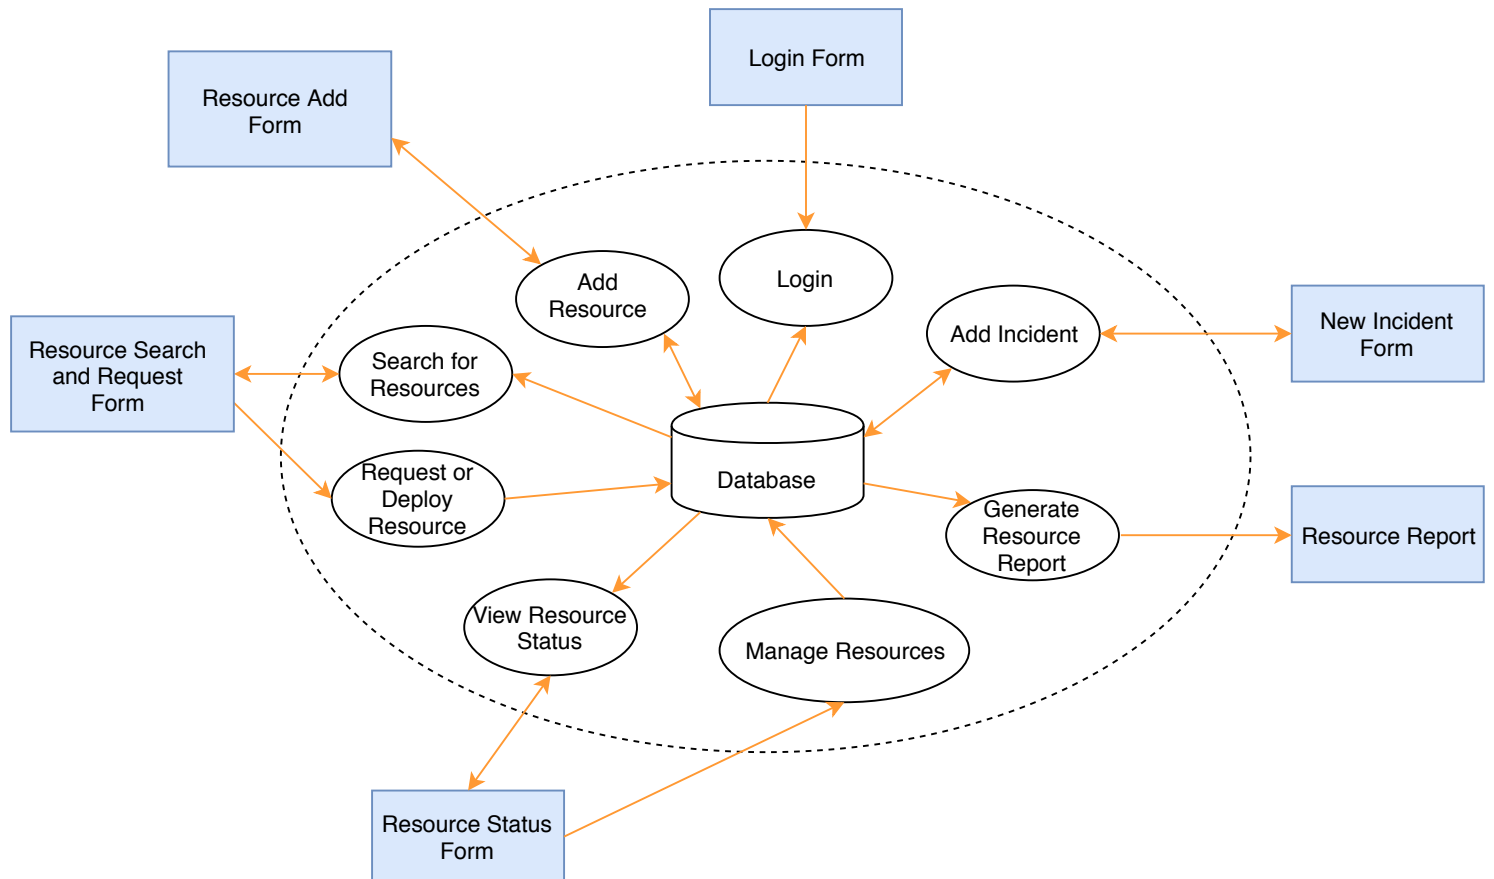 Login Form
Resource Add
Form
Login
Add
Resource
Add Incident
New Incident
Form
Resource Search
and Request
Form
Search for
Resources
Database
Request or
Deploy
Resource
Generate
Resource
Report
Resource Report
View Resource
Status
Manage Resources
Resource Status
Form